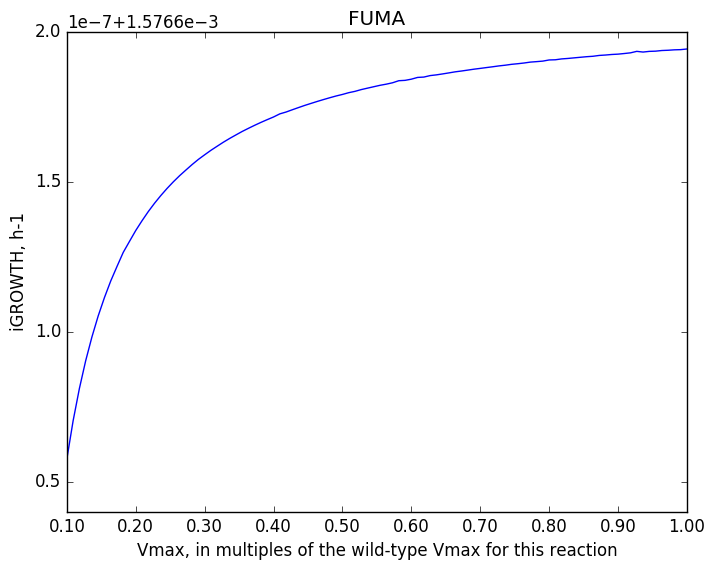 FUMA
1e−7+1.5766e−3
2.0
1.5
1.0
0.5
iGROWTH, h-1
0.10 0.20 0.30 0.40 0.50 0.60 0.70 0.80 0.90 1.00
Vmax, in multiples of the wild-type Vmax for this reaction